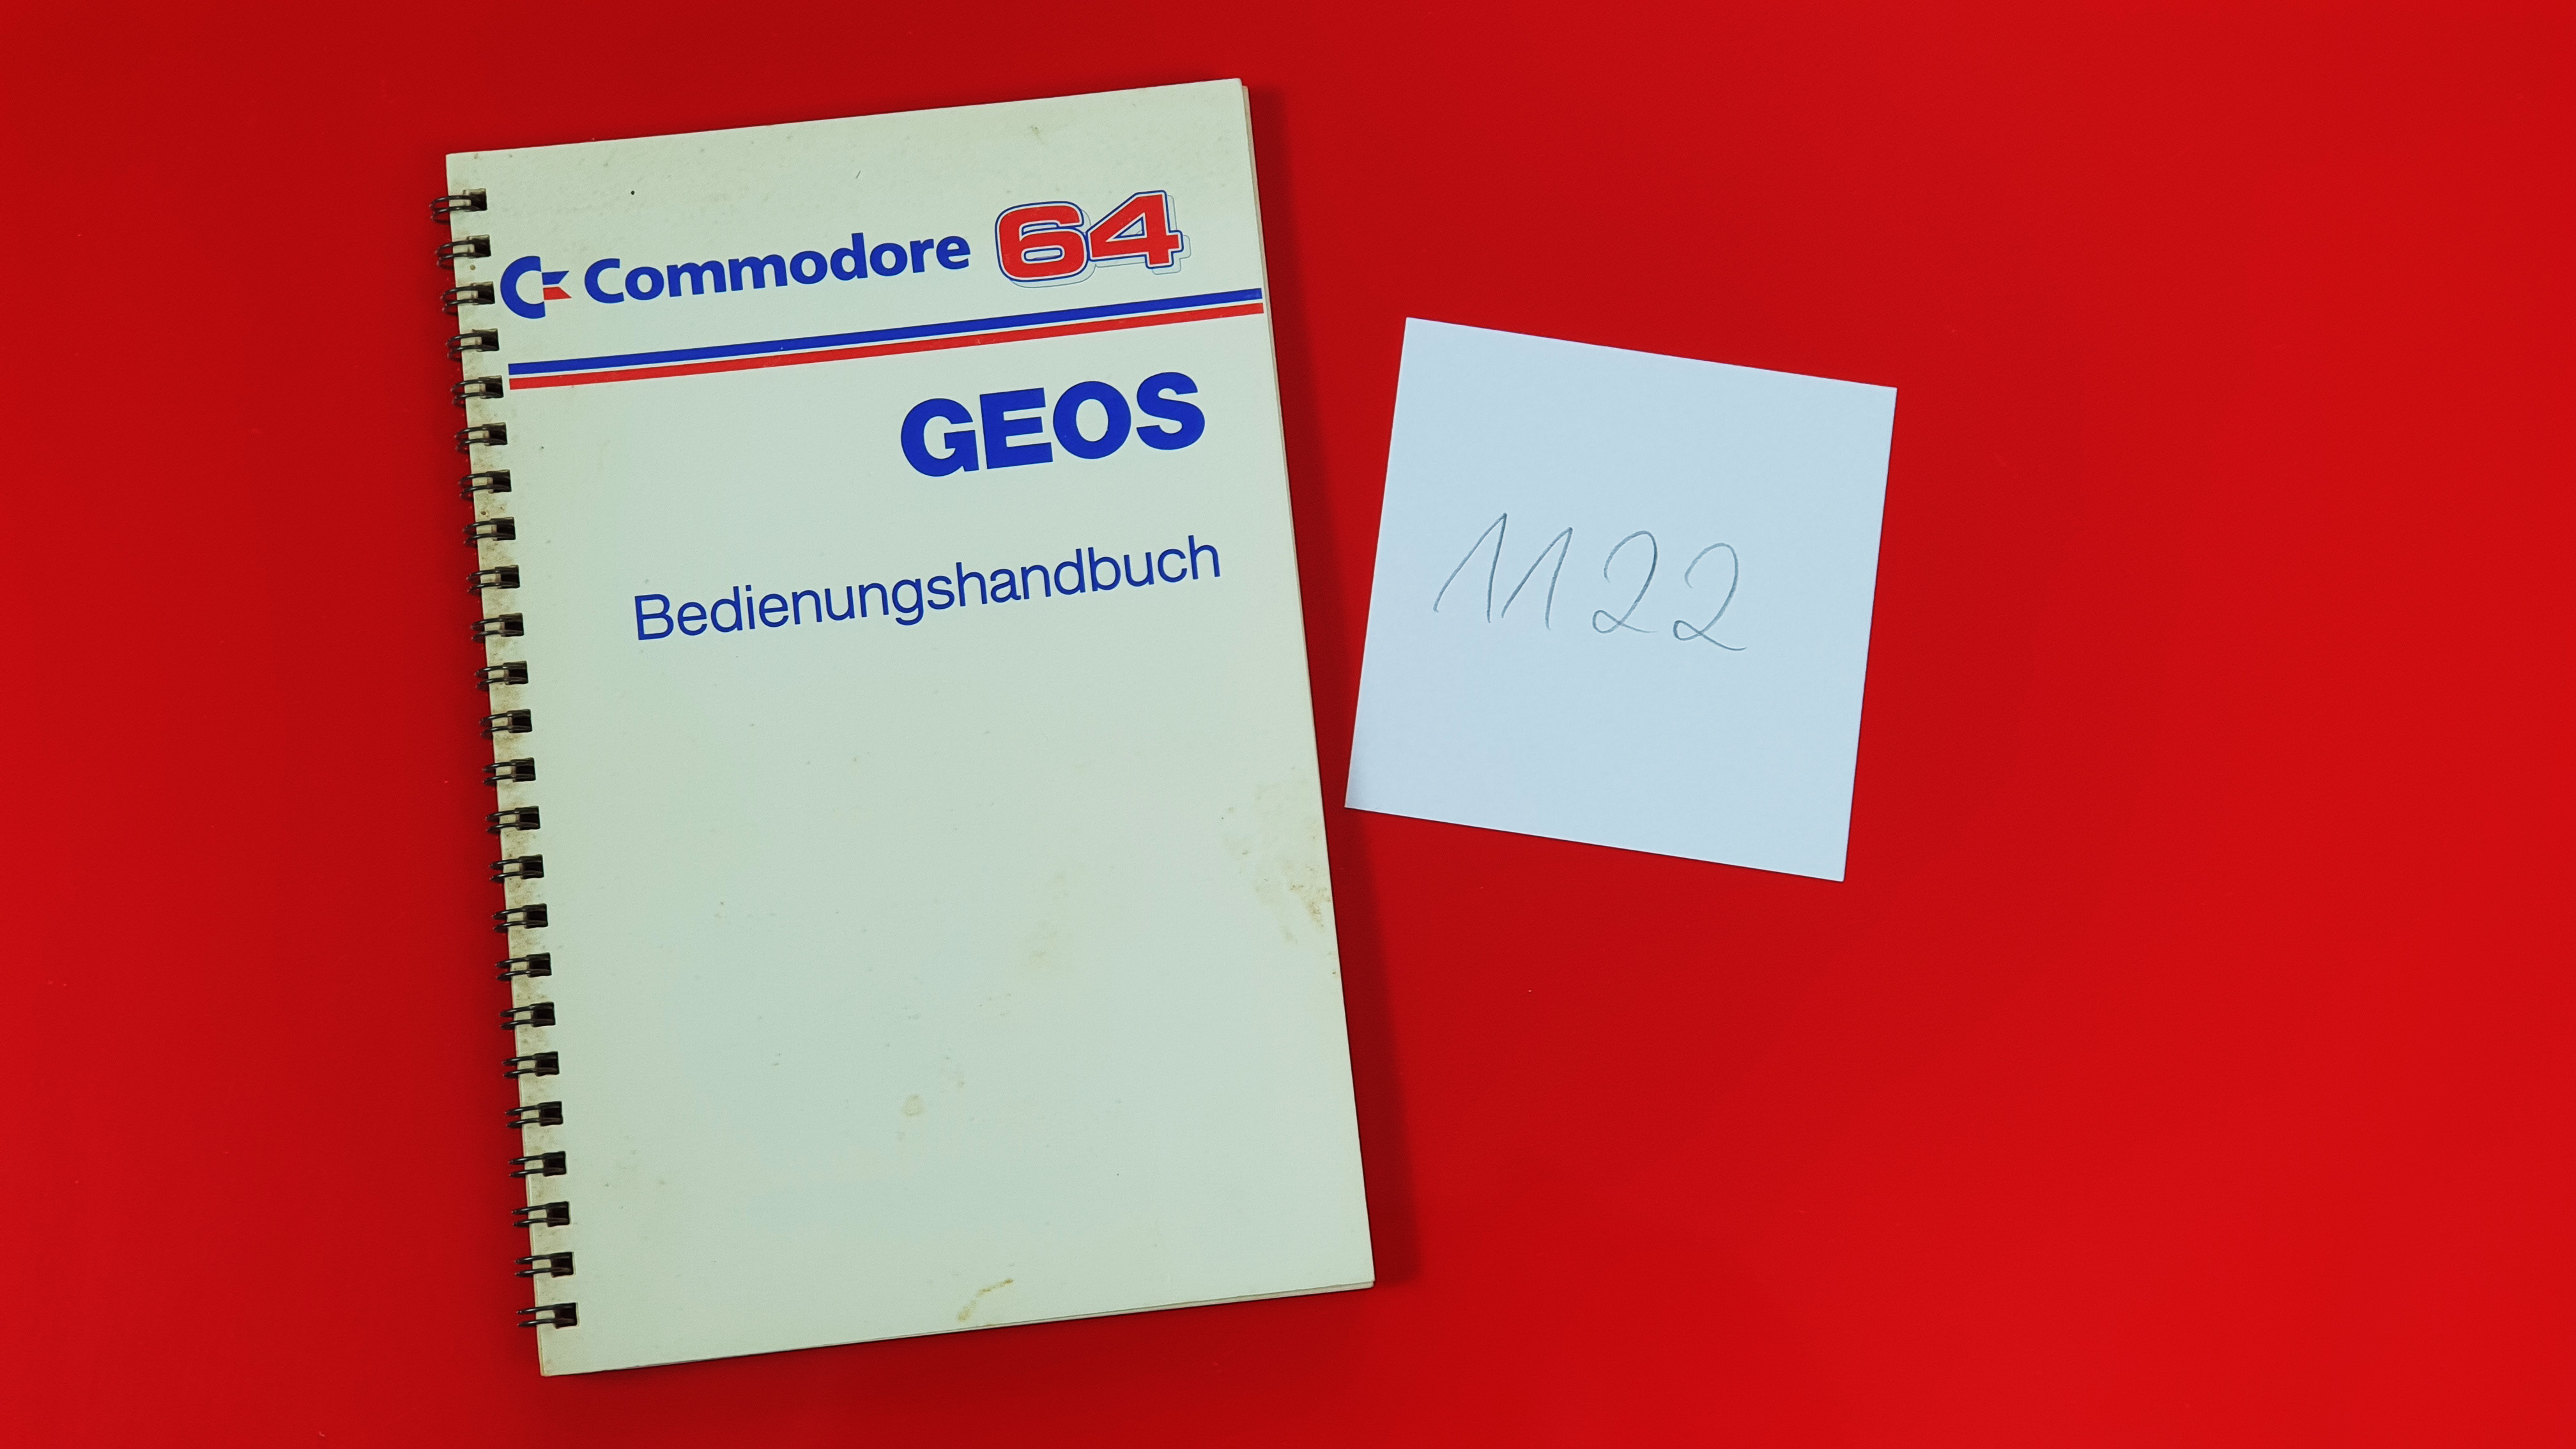 Commodore 64
GEOS
Bedienungshandbuch
1122